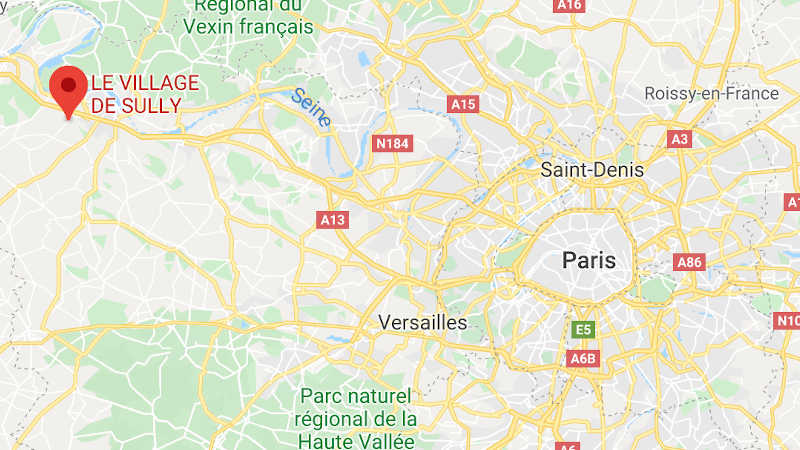 Régional du
Vexin français
A16
LE VILLAGE
DE SULLY
Seine
A15
Roissy-en-France
N184
A3
Saint-Denis
A13
Paris
A86
Versailles
E5
N10
A6B
Parc naturel
régional de la
Haute Vallée
A6